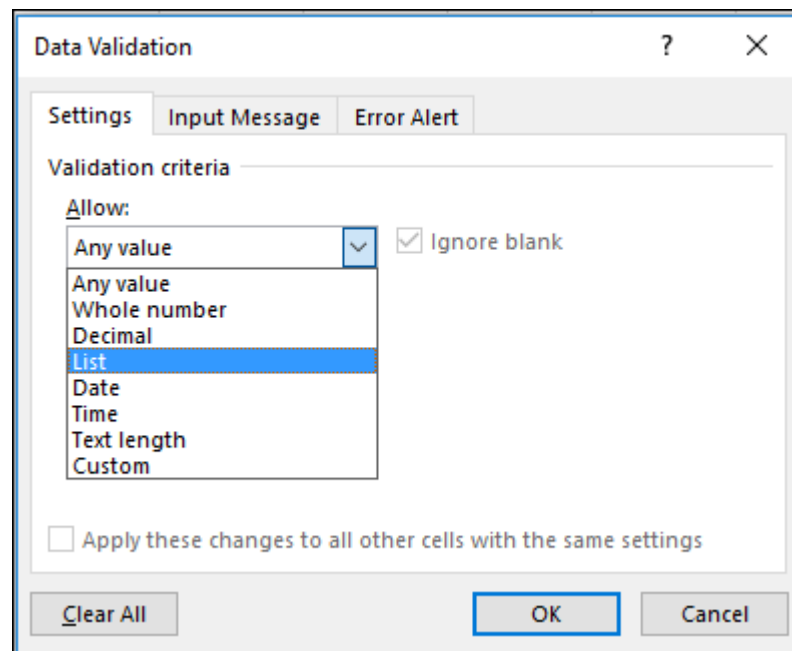 Data Validation ?
Settings Input Message Error Alert
Validation criteria
Allow:
Any value Ignore blank
Any value
Whole number
Decimal
List
Date
Time
Text length
Custom
Apply these changes to all other cells with the same settings
Clear All OK Cancel